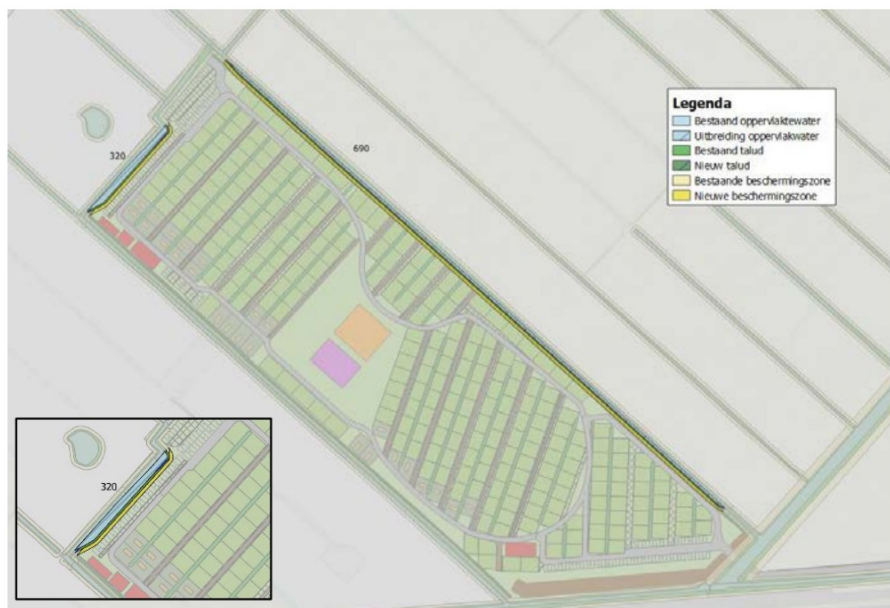 690
320
Legenda
Bestaand oppervlaktewater
Uitbreiding oppervlakwater
Bestaand talud
Nieuw talud
Bestaande beschermingszone
Nieuwe beschermingszone
320